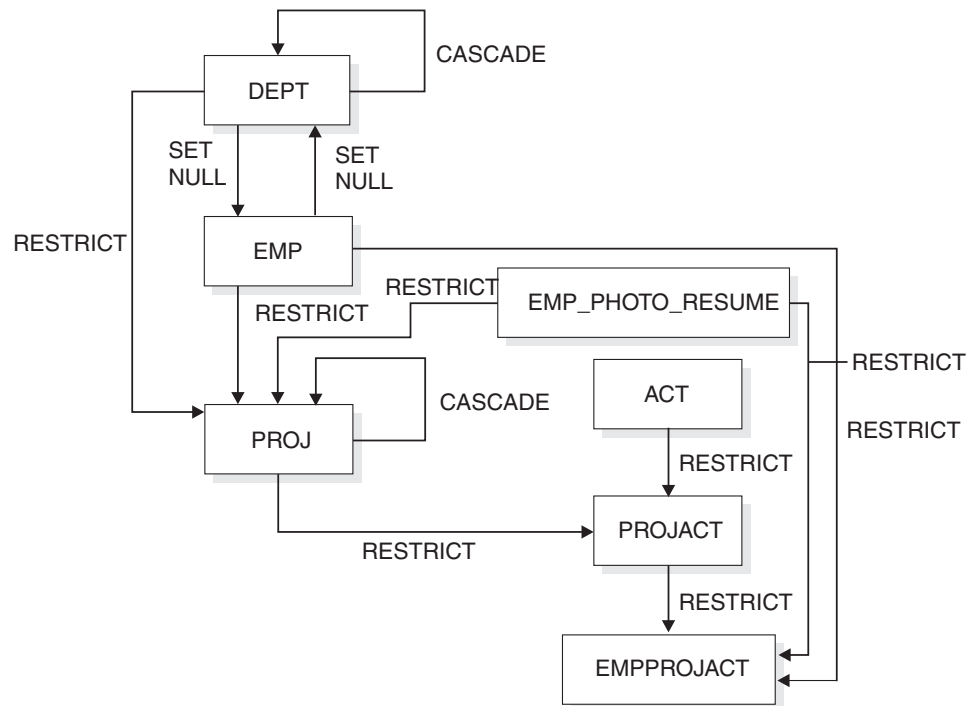 CASCADE
DEPT
SET
NULL
SET
NULL
RESTRICT
EMP
RESTRICT
RESTRICT
EMP_PHOTO_RESUME
RESTRICT
ACT
CASCADE
RESTRICT
PROJ
RESTRICT
PROJACT
RESTRICT
RESTRICT
EMPPROJACT